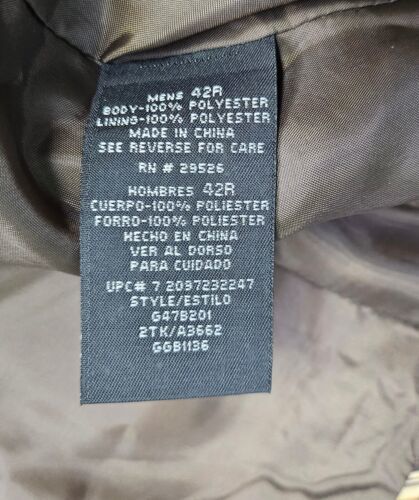 MENS 42R
BODY-100% POLYESTER
LINING-100% POLYESTER
MADE IN CHINA
SEE REVERSE FOR CARE
RN # 29526
HOMBRES 42R
CUERPO-100% POLIESTER
FORRO-100% POLIESTER
HECHO EN CHINA
VER AL DORSO
PARA CUIDADO
UPC# 7 2097232247
STYLE/ESTILO
G47B201
2TK/A3662
GGB1136